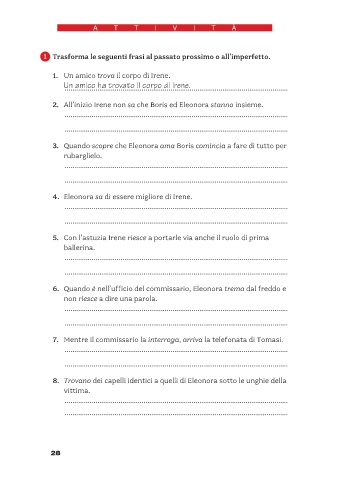 ATTIVITÀ
1 Trasforma le seguenti frasi al passato prossimo o all'imperfetto.
1. Un amico trova il corpo di Irene.
Un amico ha trovato il corpo di Irene.
2. All'inizio Irene non sa che Boris ed Eleonora stanno insieme.
3. Quando scopre che Eleonora ama Boris comincia a fare di tutto per
rubarglielo.
4. Eleonora sa di essere migliore di Irene.
5. Con l'astuzia Irene riesce a portarle via anche il ruolo di prima
ballerina.
6. Quando è nell'ufficio del commissario, Eleonora trema dal freddo e
non riesce a dire una parola.
7. Mentre il commissario la interroga, arriva la telefonata di Tomasi.
8. Trovano dei capelli identici a quelli di Eleonora sotto le unghie della
vittima.
28